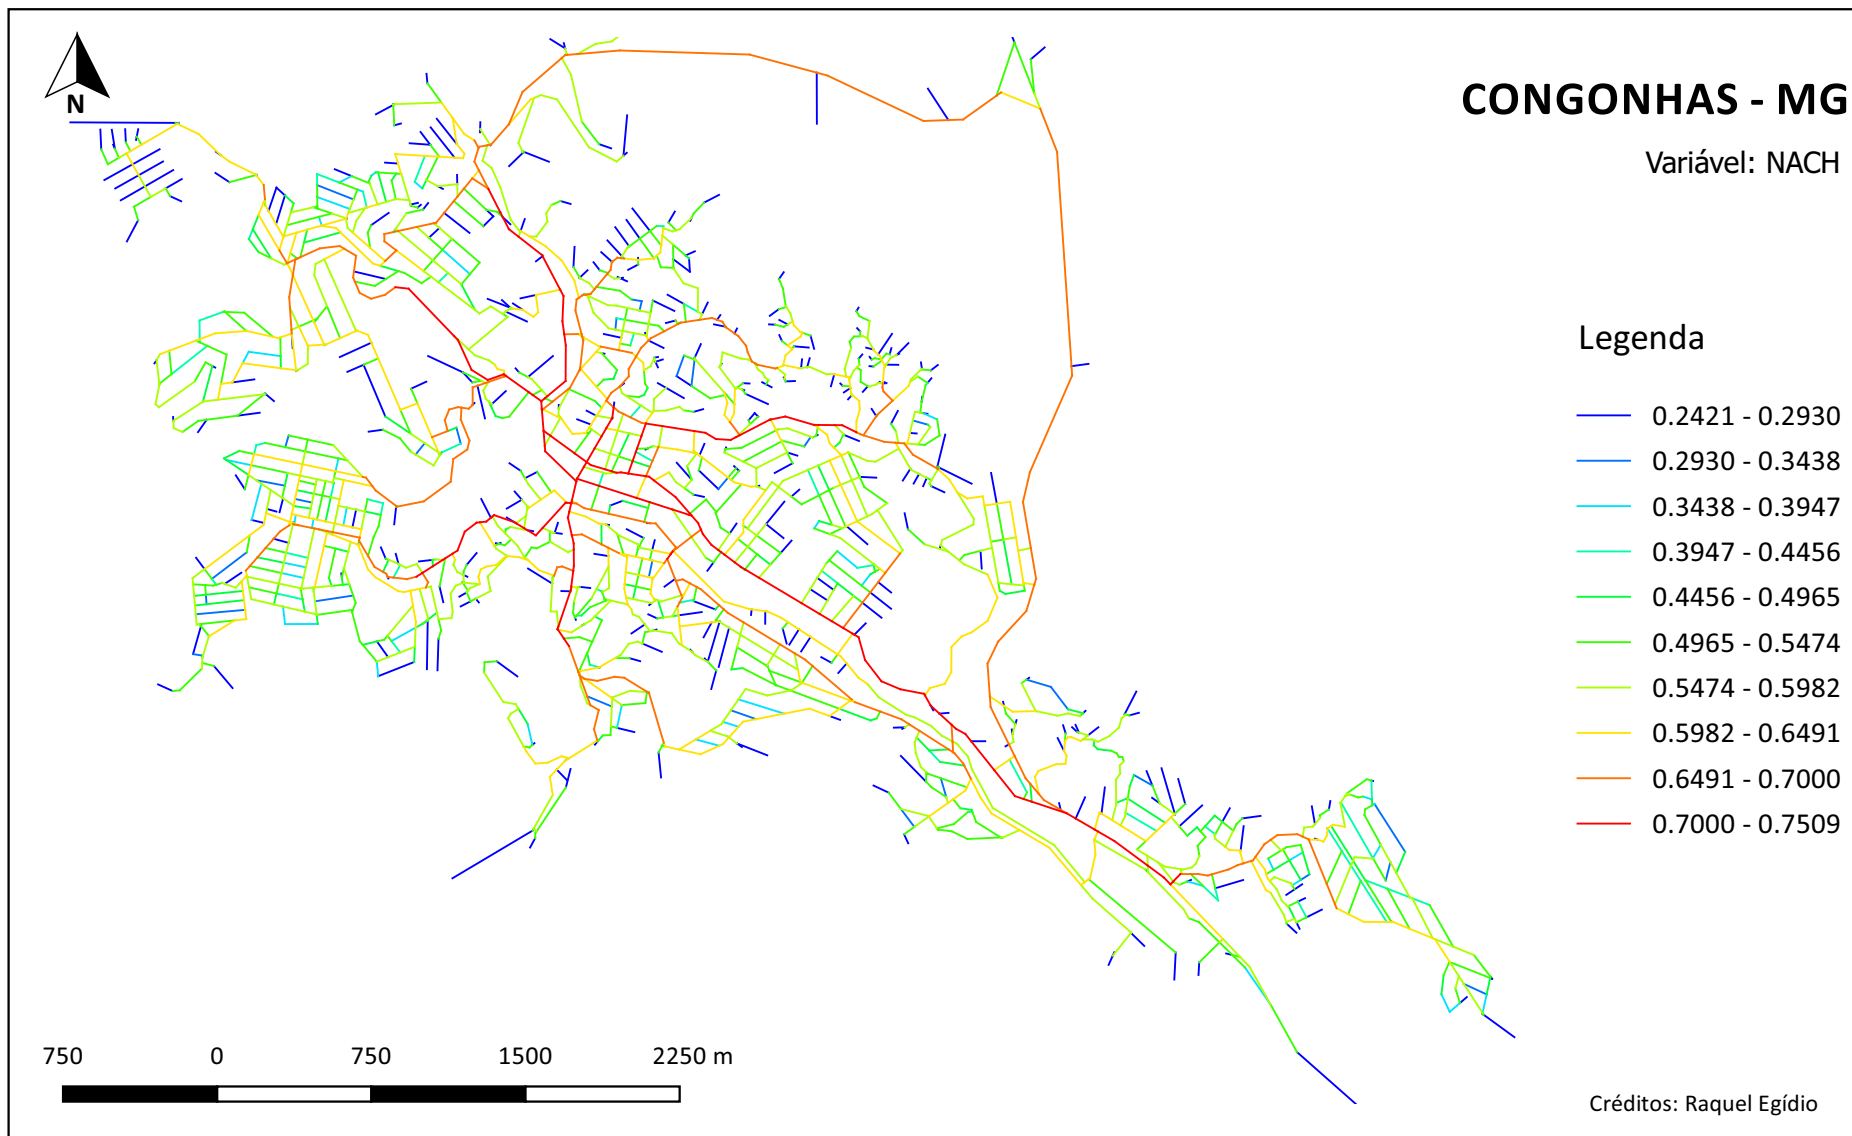 N
CONGONHAS - MG
Variável: NACH
Legenda
0.2421 - 0.2930
0.2930 - 0.3438
0.3438 - 0.3947
0.3947 - 0.4456
0.4456 - 0.4965
0.4965 - 0.5474
0.5474 - 0.5982
0.5982 - 0.6491
0.6491 - 0.7000
0.7000 - 0.7509
750 0 750 1500 2250 m
Créditos: Raquel Egídio